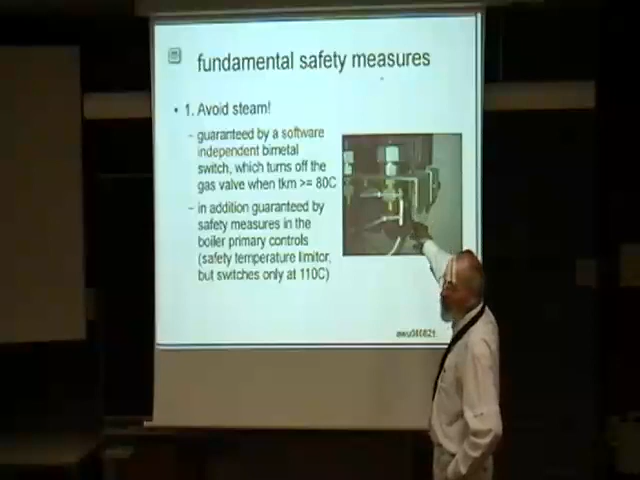 fundamental safety measures
• 1. Avoid steam!
– guaranteed by a software
independent bimetal
switch, which turns off the
gas valve when tkm >= 80C
– in addition guaranteed by
safety measures in the
boiler primary controls
(safety temperature limitor,
but switches only at 110C)